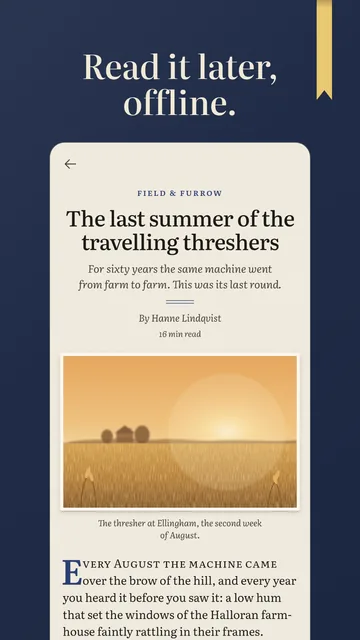 Read it later,
offline.
FIELD & FURROW
The last summer of the
travelling threshers
For sixty years the same machine went
from farm to farm. This was its last round.
By Hanne Lindqvist
16 min read
The thresher at Ellingham, the second week
of August.
EVERY AUGUST THE MACHINE CAME
over the brow of the hill, and every year
you heard it before you saw it: a low hum
that set the windows of the Halloran farm-
house faintly rattling in their frames.